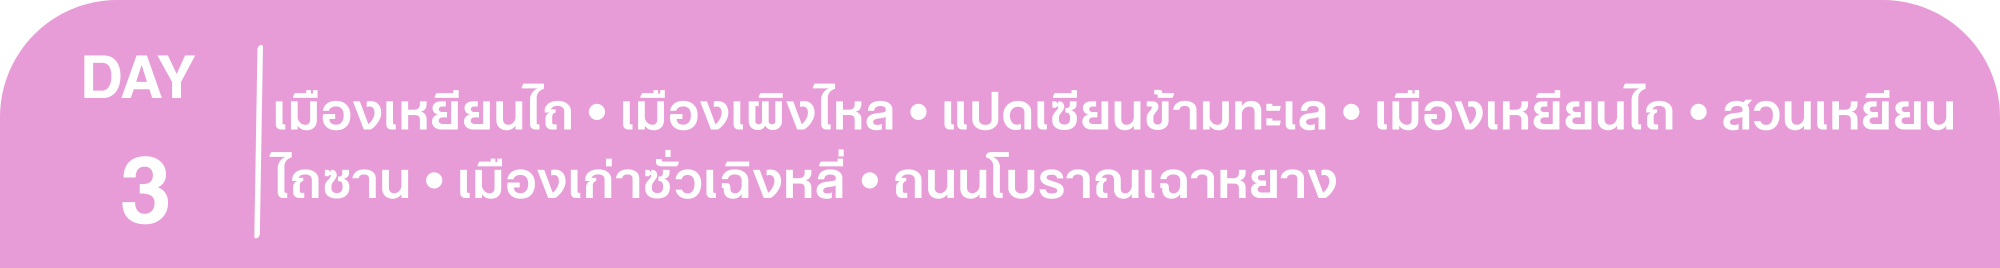 DAY
3
เมืองเหยียนไถ • เมืองเผิงไหล • แปดเซียนข้ามทะเล • เมืองเหยียนไถ • สวนเหยียน
ไถซาน • เมืองเก่าซั่วเฉิงหลี่ • ถนนโบราณเฉาหยาง